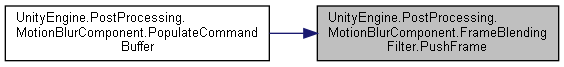 UnityEngine.PostProcessing.
MotionBlurComponent.PopulateCommand
Buffer
UnityEngine.PostProcessing.
MotionBlurComponent.FrameBlending
Filter.PushFrame